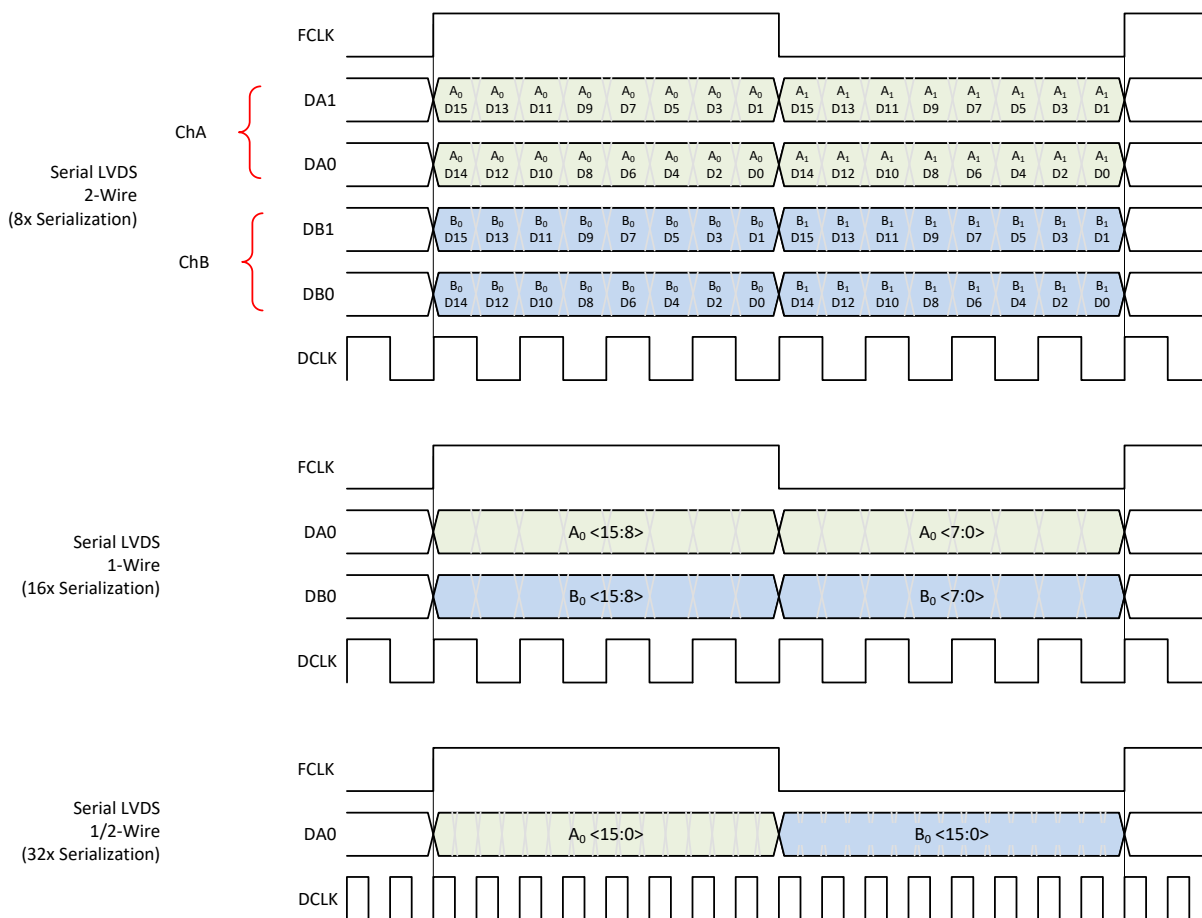 FCLK
DA1
A₀ A₀ A₀ A₀ A₀ A₀ A₀ A₀ A₁ A₁ A₁ A₁ A₁ A₁ A₁ A₁
D15 D13 D11 D9 D7 D5 D3 D1 D15 D13 D11 D9 D7 D5 D3 D1
ChA
DA0
A₀ A₀ A₀ A₀ A₀ A₀ A₀ A₀ A₁ A₁ A₁ A₁ A₁ A₁ A₁ A₁
D14 D12 D10 D8 D6 D4 D2 D0 D14 D12 D10 D8 D6 D4 D2 D0
Serial LVDS
2-Wire
(8x Serialization)
DB1
B₀ B₀ B₀ B₀ B₀ B₀ B₀ B₀ B₁ B₁ B₁ B₁ B₁ B₁ B₁ B₁
D15 D13 D11 D9 D7 D5 D3 D1 D15 D13 D11 D9 D7 D5 D3 D1
ChB
DB0
B₀ B₀ B₀ B₀ B₀ B₀ B₀ B₀ B₁ B₁ B₁ B₁ B₁ B₁ B₁ B₁
D14 D12 D10 D8 D6 D4 D2 D0 D14 D12 D10 D8 D6 D4 D2 D0
DCLK
FCLK
DA0 A₀ <15:8> A₀ <7:0>
Serial LVDS
1-Wire
(16x Serialization)
DB0 B₀ <15:8> B₀ <7:0>
DCLK
FCLK
Serial LVDS
1/2-Wire
(32x Serialization)
DA0 A₀ <15:0> B₀ <15:0>
DCLK